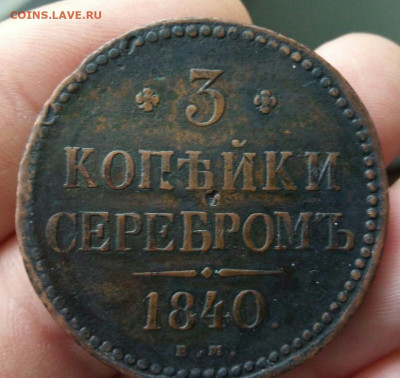 COINS.LAVE.RU
3
КОПѢЙКИ
СЕРЕБРОМЪ
1840.
Е.М.